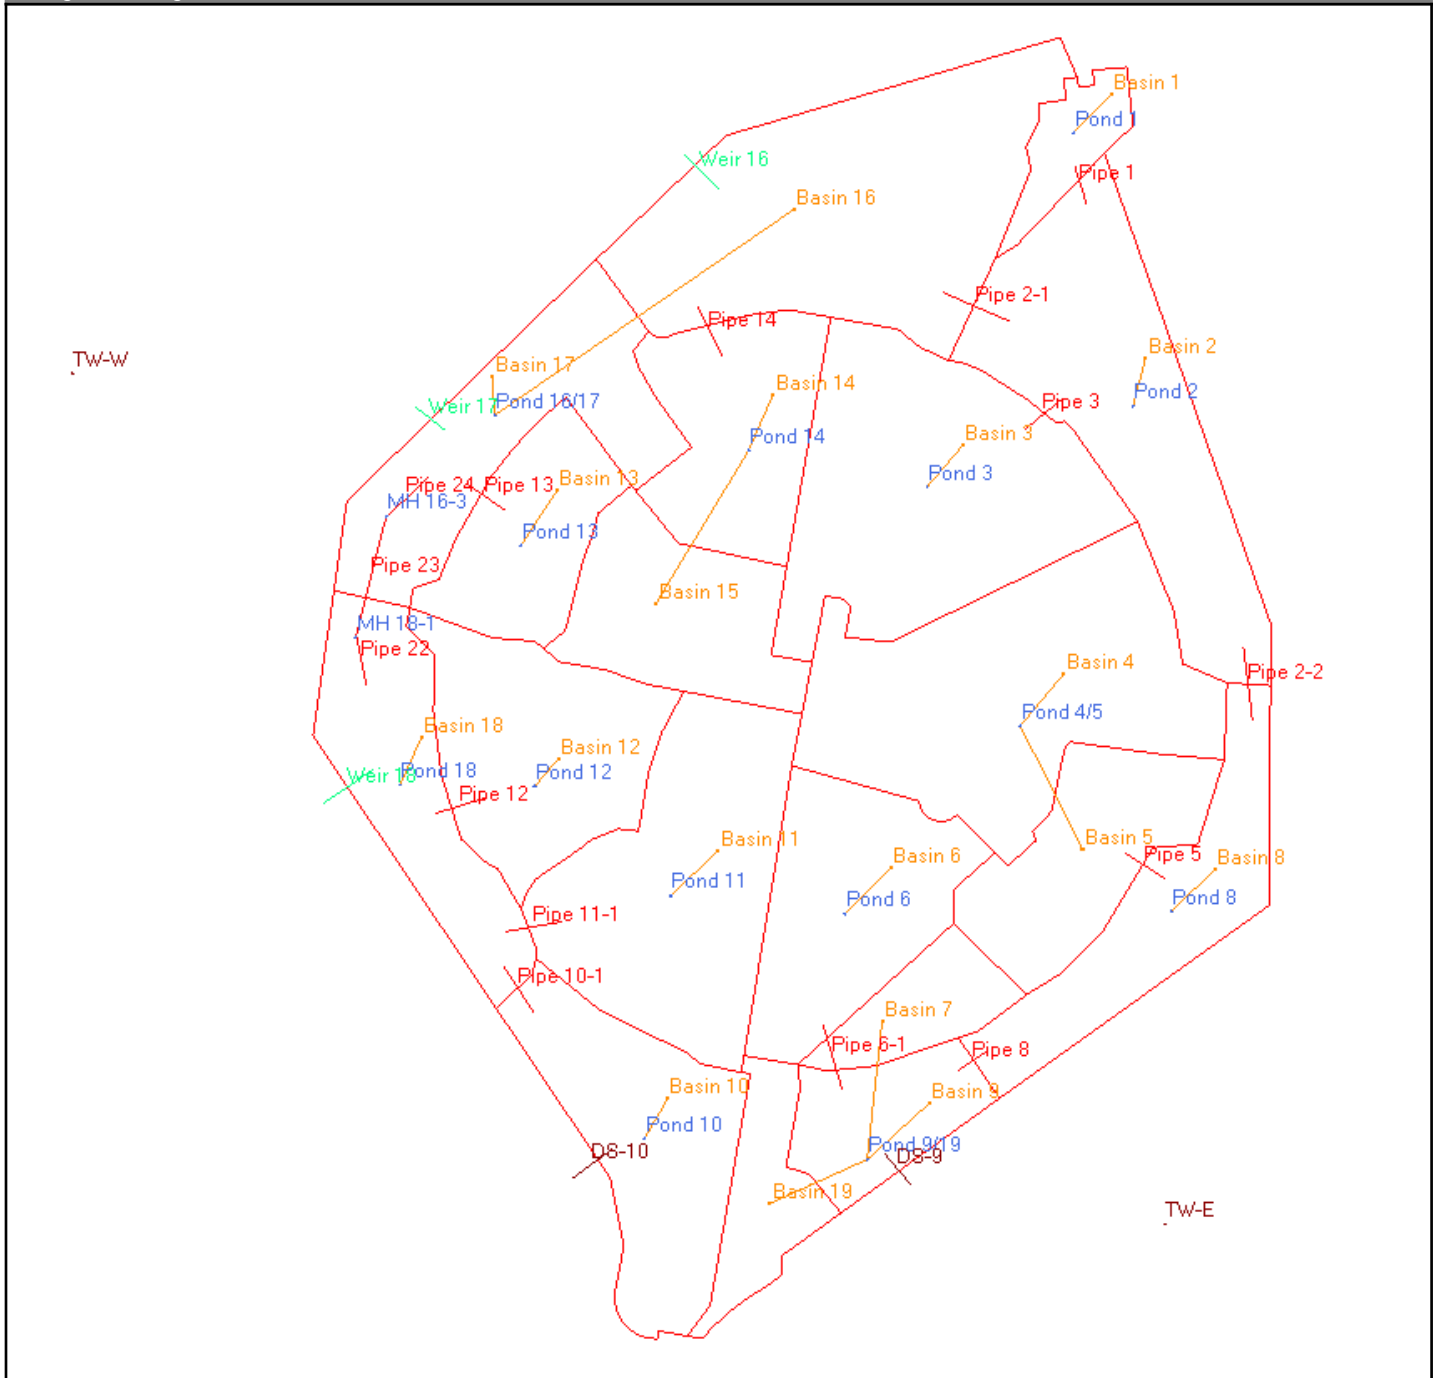 Basin 1
Pond 1
Weir 16
Pipe 1
Basin 16
Pipe 2-1
Pipe 14
TW-W
Basin 17
Basin 2
Basin 14
Pond 2
Pond 16/17
Weir 17
Pipe 3
Pond 14
Basin 3
Pond 3
Pipe 24
Pipe 13
Basin 13
MH 16-3
Pond 13
Pipe 23
Basin 15
MH 18-1
Pipe 22
Basin 4
Pipe 2-2
Pond 4/5
Basin 18
Basin 12
Pond 18
Weir 18
Pond 12
Pipe 12
Basin 11
Basin 5
Pipe 5
Basin 6
Basin 8
Pond 11
Pond 6
Pond 8
Pipe 11-1
Pipe 10-1
Basin 7
Pipe 6-1
Pipe 8
Basin 10
Basin 9
Pond 10
Pond 9/19
DS-10
DS-9
Basin 19
TW-E